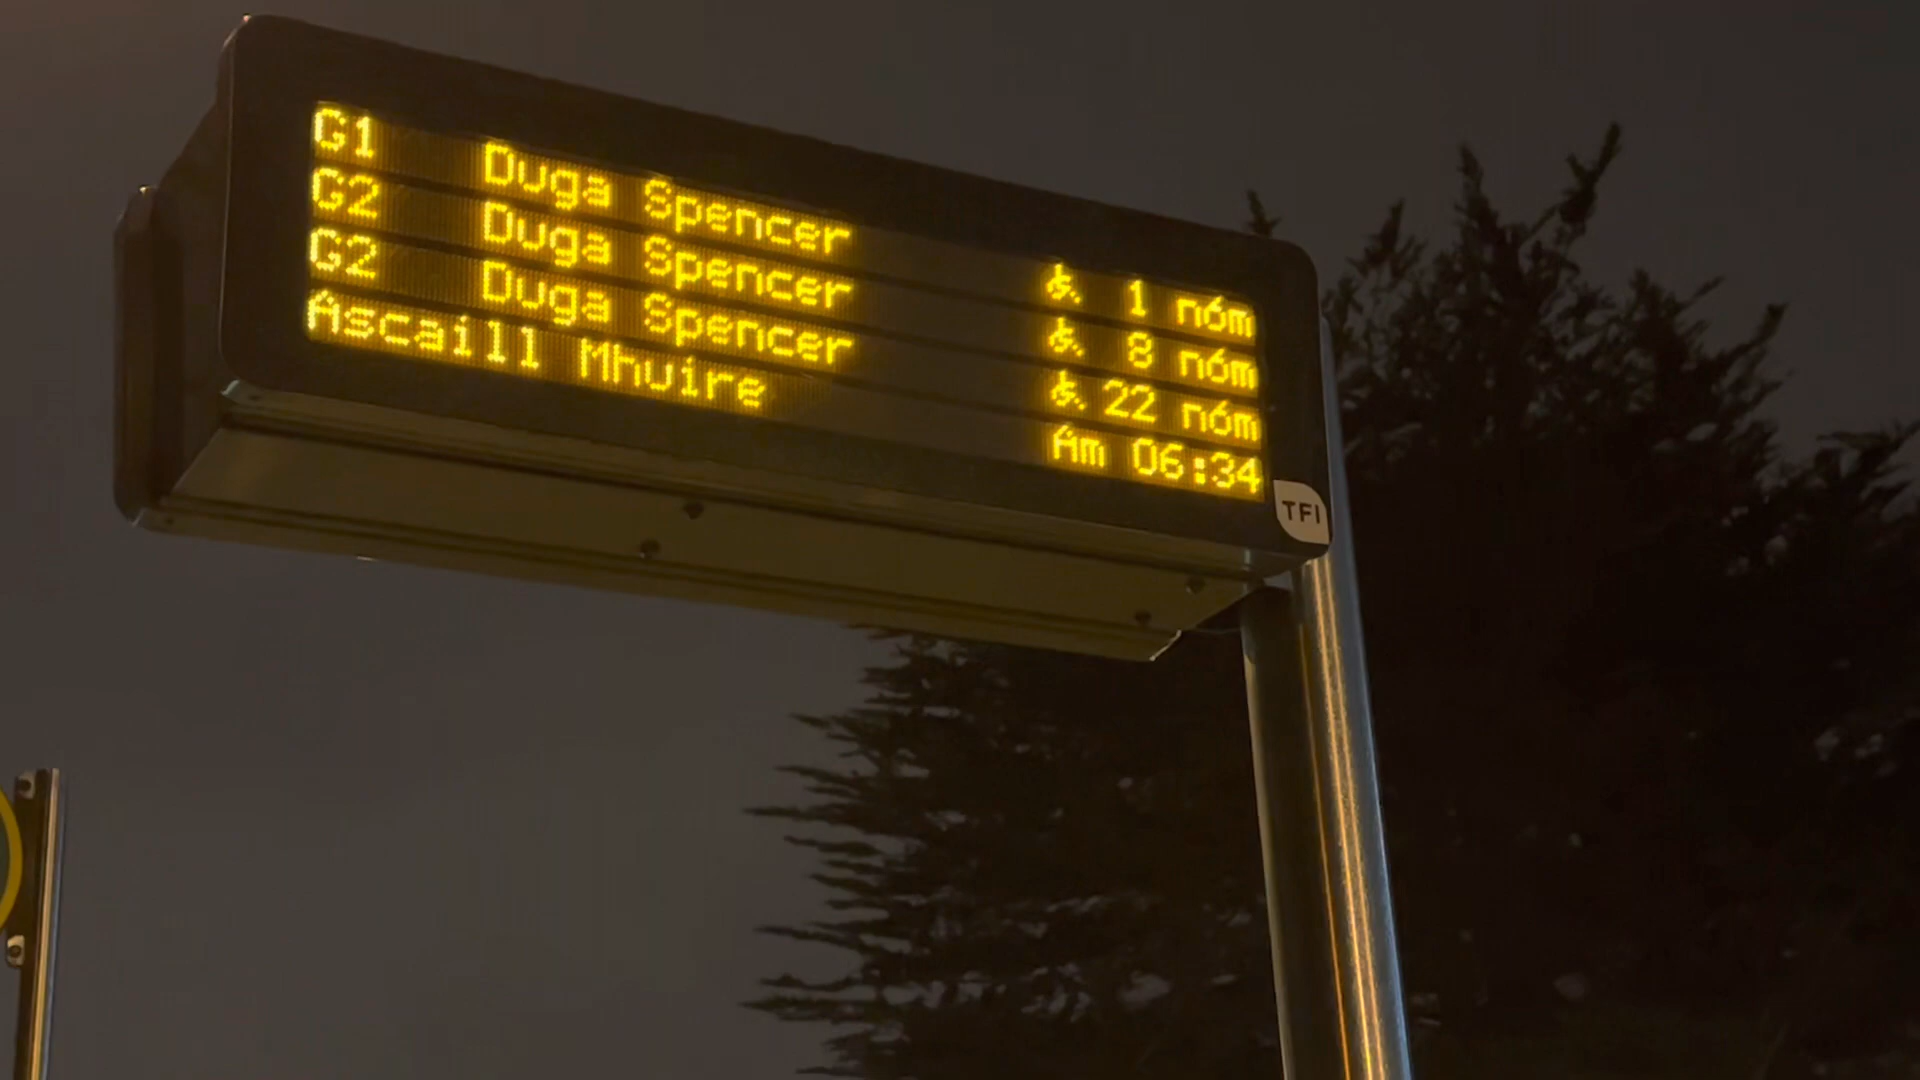 G1 Duga Spencer 1 nóm
G2 Duga Spencer 8 nóm
G2 Duga Spencer 22 nóm
Ascaill Mhuire Am 06:34
TFI